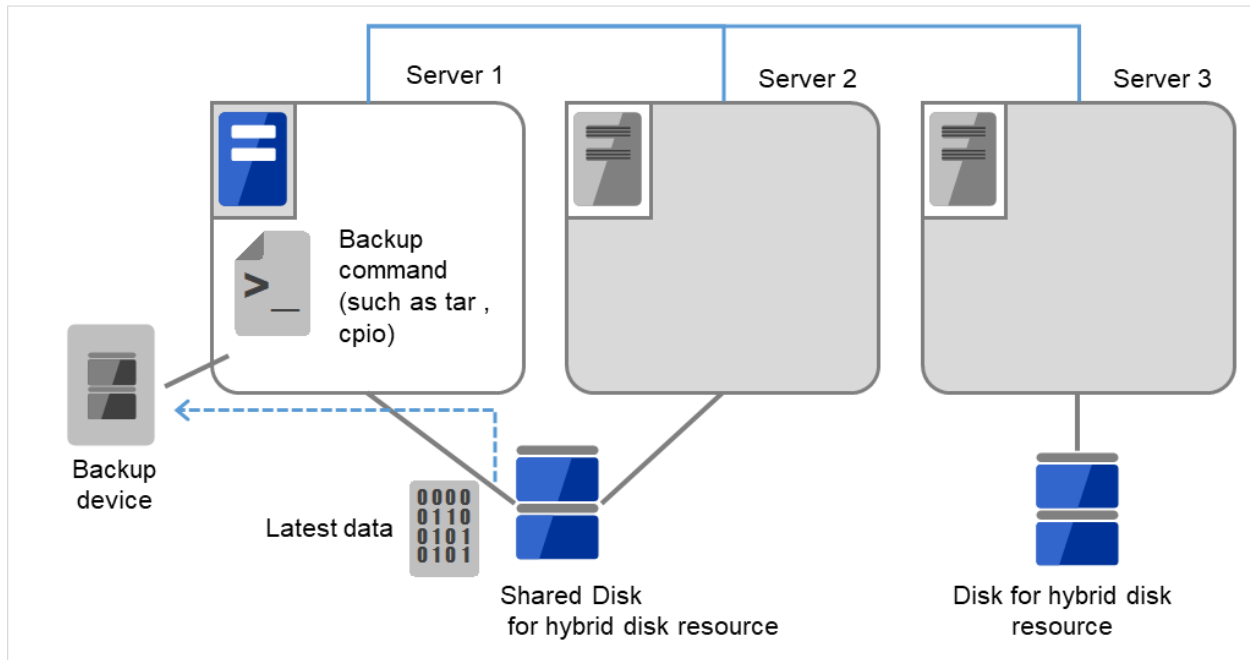 Server 1
Server 2
Server 3
Backup
command
(such as tar ,
cpio)
Backup
device
Latest data
0000
0110
0101
0101
>_
Shared Disk
for hybrid disk resource
Disk for hybrid disk
resource